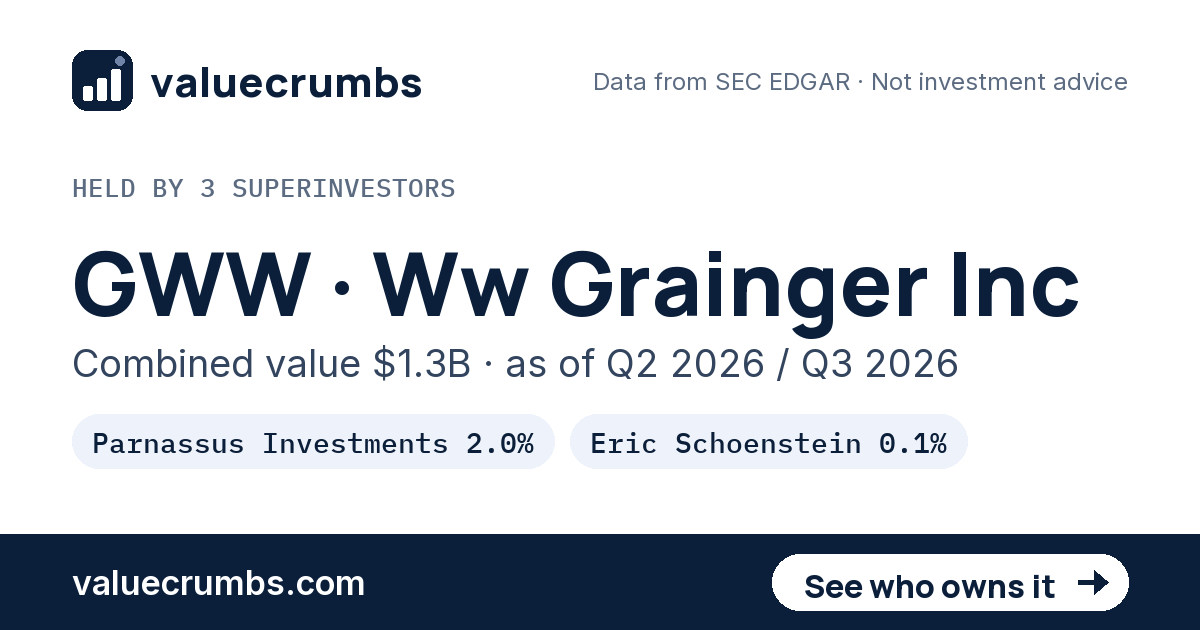 valuecrumbs
Data from SEC EDGAR · Not investment advice
HELD BY 3 SUPERINVESTORS
GWW · Ww Grainger Inc
Combined value $1.3B · as of Q2 2026 / Q3 2026
Parnassus Investments 2.0%
Eric Schoenstein 0.1%
valuecrumbs.com
See who owns it →